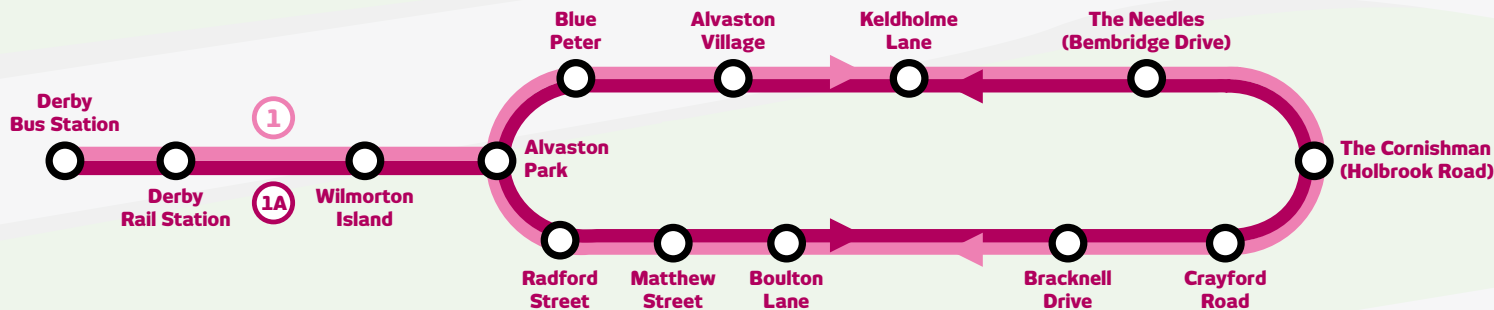 Derby
Bus Station
Derby
Rail Station
1
1A
Wilmorton
Island
Alvaston
Park
Blue
Peter
Alvaston
Village
Keldholme
Lane
The Needles
(Bembridge Drive)
The Cornishman
(Holbrook Road)
Radford
Street
Matthew
Street
Boulton
Lane
Bracknell
Drive
Crayford
Road